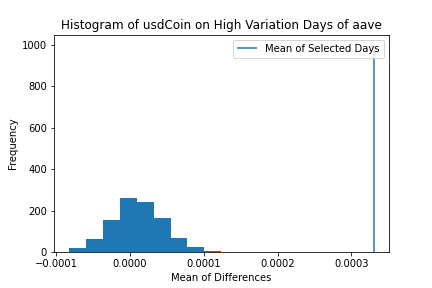 Histogram of usdCoin on High Variation Days of aave
Mean of Selected Days
Frequency
1000
800
600
400
200
0
−0.0001 0.0000 0.0001 0.0002 0.0003
Mean of Differences